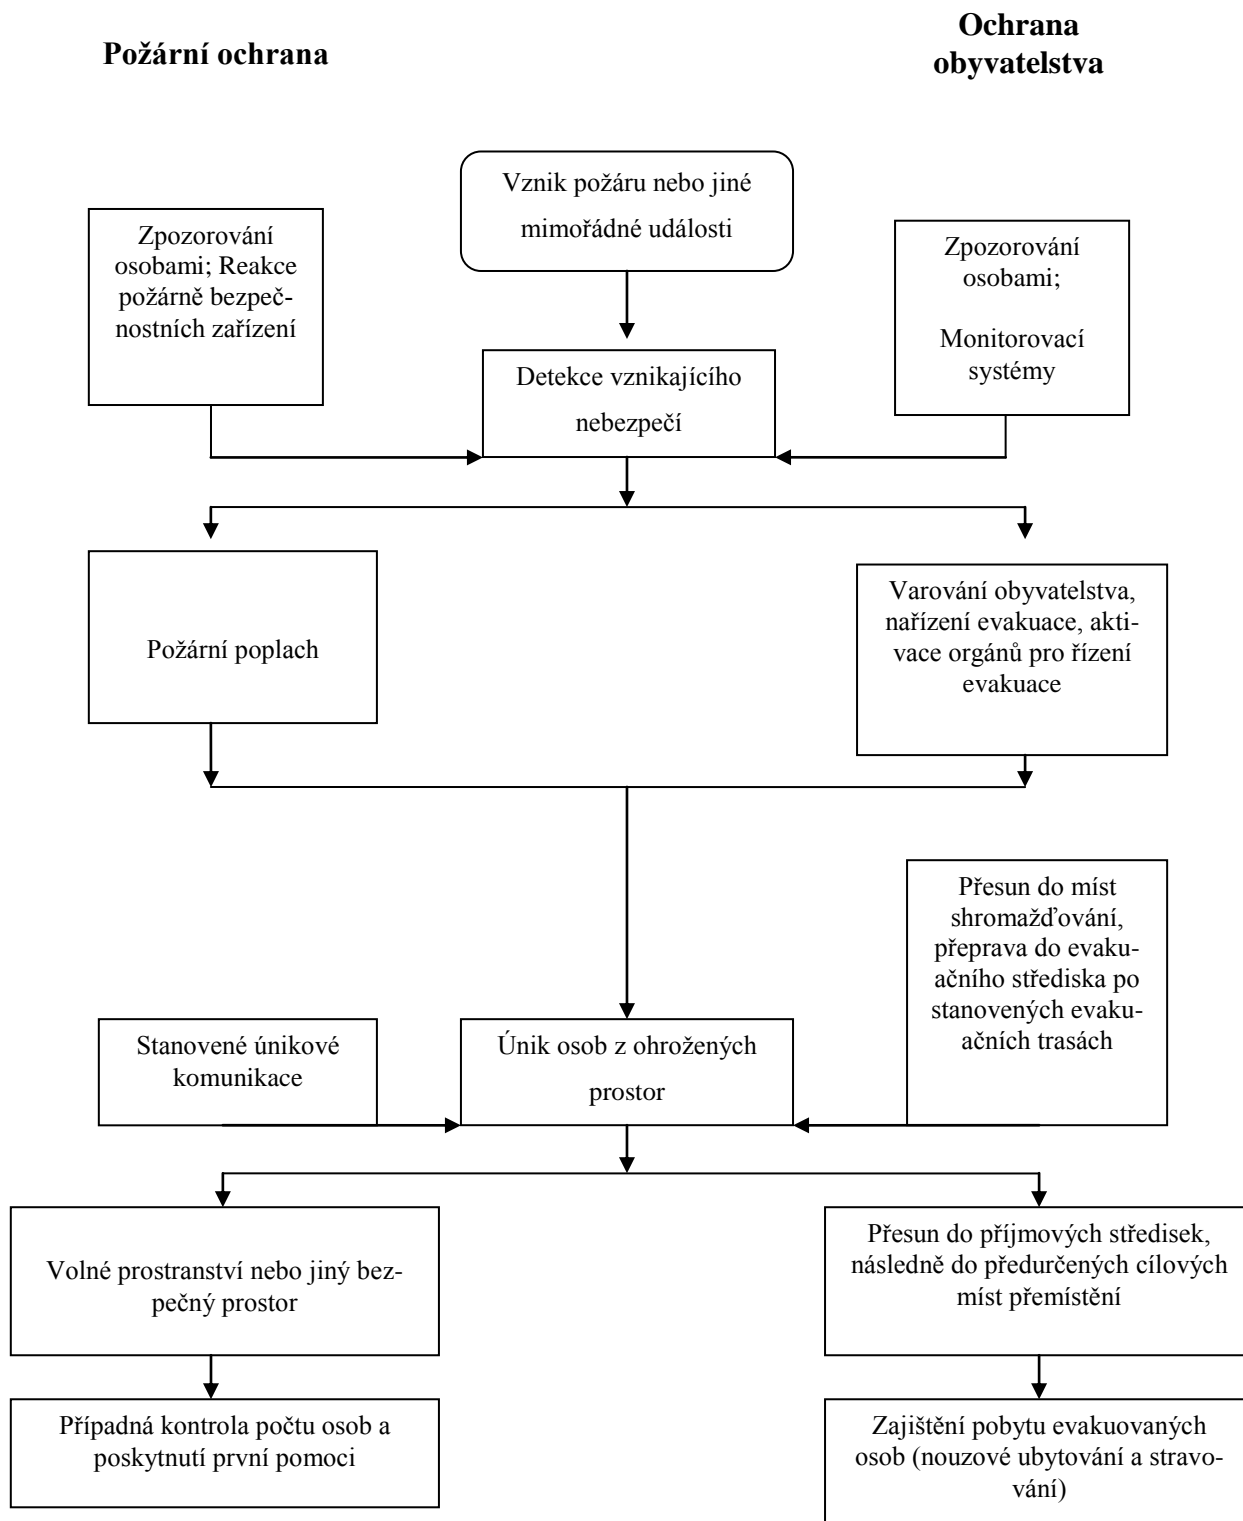 Požární ochrana
Ochrana
obyvatelstva
Vznik požáru nebo jiné
mimořádné události
Zpozorování
osobami; Reakce
požárně bezpeč-
nostních zařízení
Zpozorování
osobami;
Monitorovací
systémy
Detekce vznikajícího
nebezpečí
Požární poplach
Varování obyvatelstva,
nařízení evakuace, akti-
vace orgánů pro řízení
evakuace
Přesun do míst
shromažďování,
přeprava do evaku-
ačního střediska po
stanovených evaku-
ačních trasách
Stanovené únikové
komunikace
Únik osob z ohrožených
prostor
Volné prostranství nebo jiný bez-
pečný prostor
Přesun do příjmových středisek,
následně do předurčených cílových
míst přemístění
Případná kontrola počtu osob a
poskytnutí první pomoci
Zajištění pobytu evakuovaných
osob (nouzové ubytování a stravo-
vání)